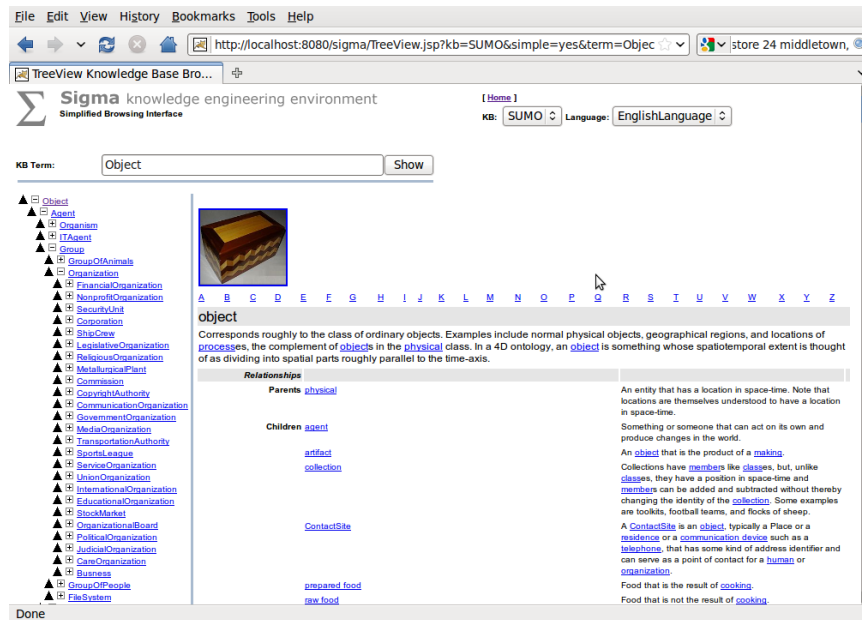 File Edit View History Bookmarks Tools Help
http://localhost:8080/sigma/TreeView.jsp?kb=SUMO&simple=yes&term=Objec
store 24 middletown,
TreeView Knowledge Base Bro...
Σ Sigma knowledge engineering environment
Simplified Browsing Interface
[ Home ]
KB: SUMO Language: EnglishLanguage
KB Term: Object Show
Object
Agent
Organism
ITAgent
Group
GroupOfAnimals
Organization
FinancialOrganization
NonprofitOrganization
SecurityUnit
Corporation
ShipCrew
LegislativeOrganization
ReligiousOrganization
MetallurgicalPlant
Commission
CopyrightAuthority
CommunicationOrganization
GovernmentOrganization
MediaOrganization
TransportationAuthority
SportsLeague
ServiceOrganization
UnionOrganization
InternationalOrganization
EducationalOrganization
StockMarket
OrganizationalBoard
PoliticalOrganization
JudicialOrganization
CareOrganization
Busness
GroupOfPeople
FileSystem
A B C D E F G H I J K L M N O P Q R S T U V W X Y Z
object
Corresponds roughly to the class of ordinary objects. Examples include normal physical objects, geographical regions, and locations of
processes, the complement of objects in the physical class. In a 4D ontology, an object is something whose spatiotemporal extent is thought
of as dividing into spatial parts roughly parallel to the time-axis.
Relationships
Parents physical An entity that has a location in space-time. Note that
locations are themselves understood to have a location
in space-time.
Children agent Something or someone that can act on its own and
produce changes in the world.
artifact An object that is the product of a making.
collection Collections have members like classes, but, unlike
classes, they have a position in space-time and
members can be added and subtracted without thereby
changing the identity of the collection. Some examples
are toolkits, football teams, and flocks of sheep.
ContactSite A ContactSite is an object, typically a Place or a
residence or a communication device such as a
telephone, that has some kind of address identifier and
can serve as a point of contact for a human or
organization.
prepared food Food that is the result of cooking.
raw food Food that is not the result of cooking.
Done